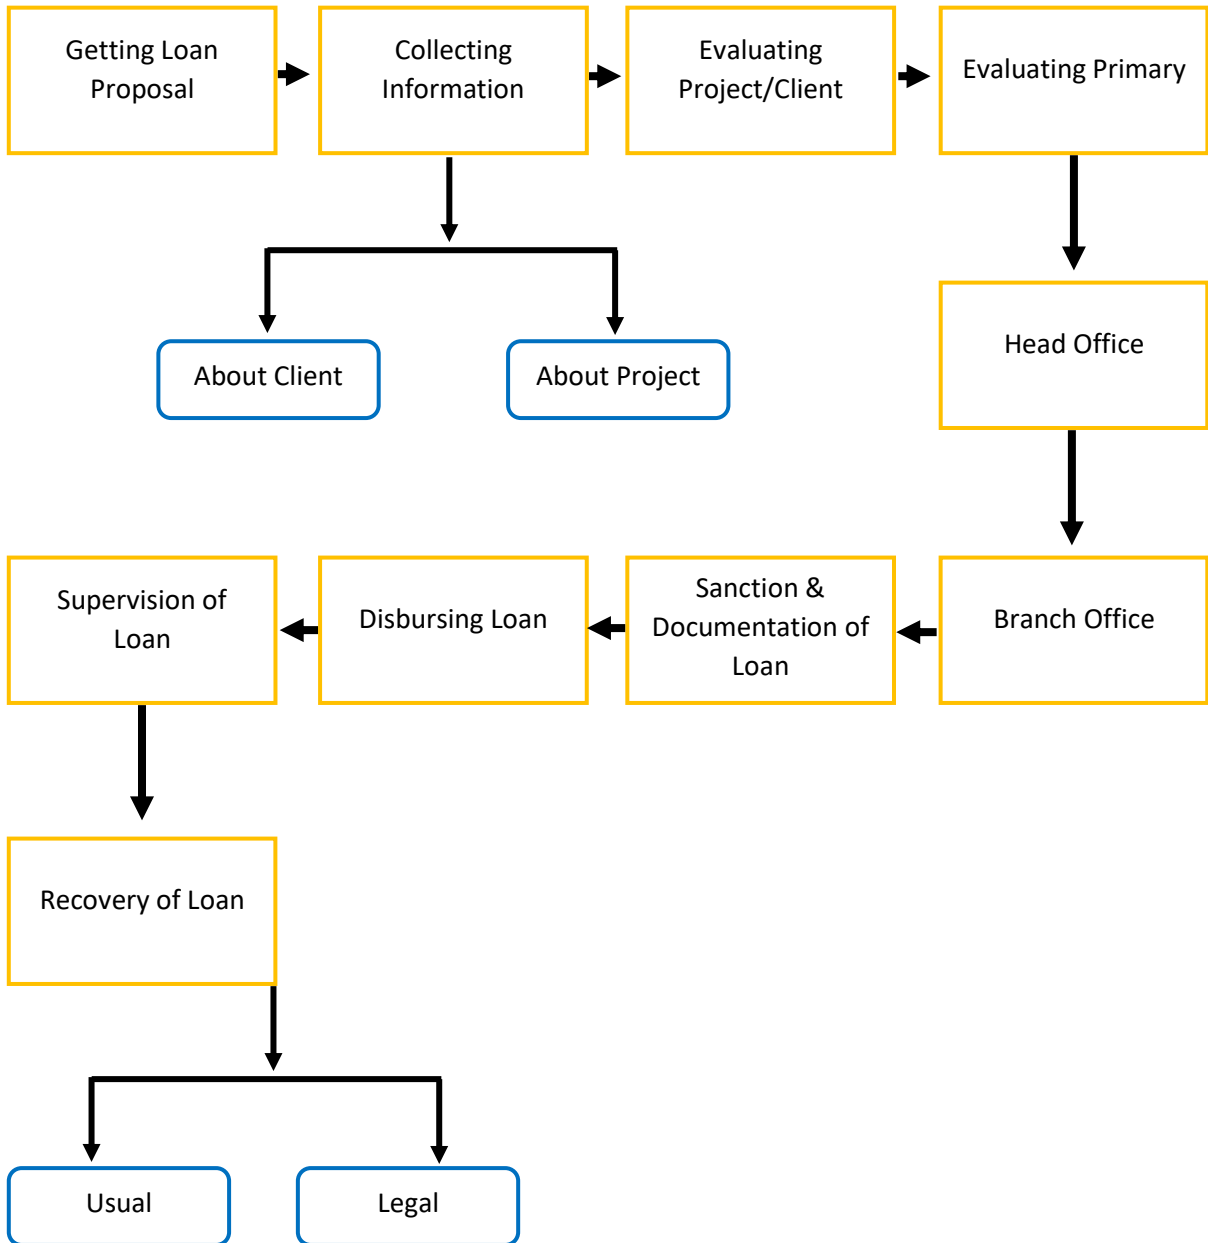 Getting Loan
Proposal
Collecting
Information
Evaluating
Project/Client
Evaluating Primary
About Client
About Project
Head Office
Branch Office
Sanction &
Documentation of
Loan
Disbursing Loan
Supervision of
Loan
Recovery of Loan
Usual
Legal